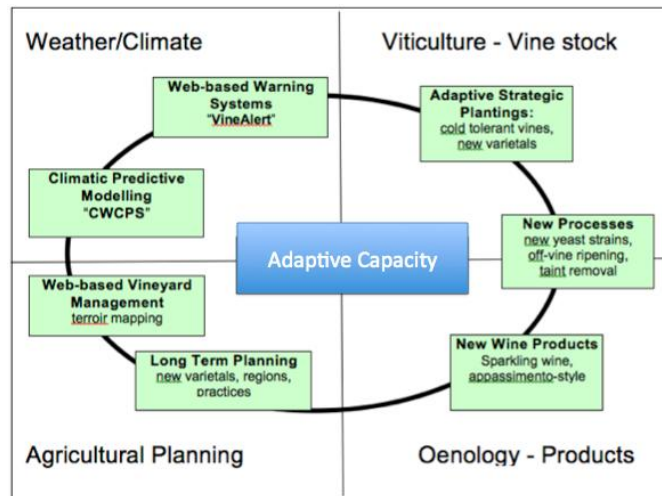 Weather/Climate
Viticulture - Vine stock
Web-based Warning
Systems
"VineAlert"
Adaptive Strategic
Plantings:
cold tolerant vines,
new varietals
Climatic Predictive
Modelling
"CWCPS"
Adaptive Capacity
New Processes
new yeast strains,
off-vine ripening,
taint removal
Web-based Vineyard
Management
terroir mapping
Long Term Planning
new varietals, regions,
practices
New Wine Products
Sparkling wine,
appassimento-style
Agricultural Planning
Oenology - Products